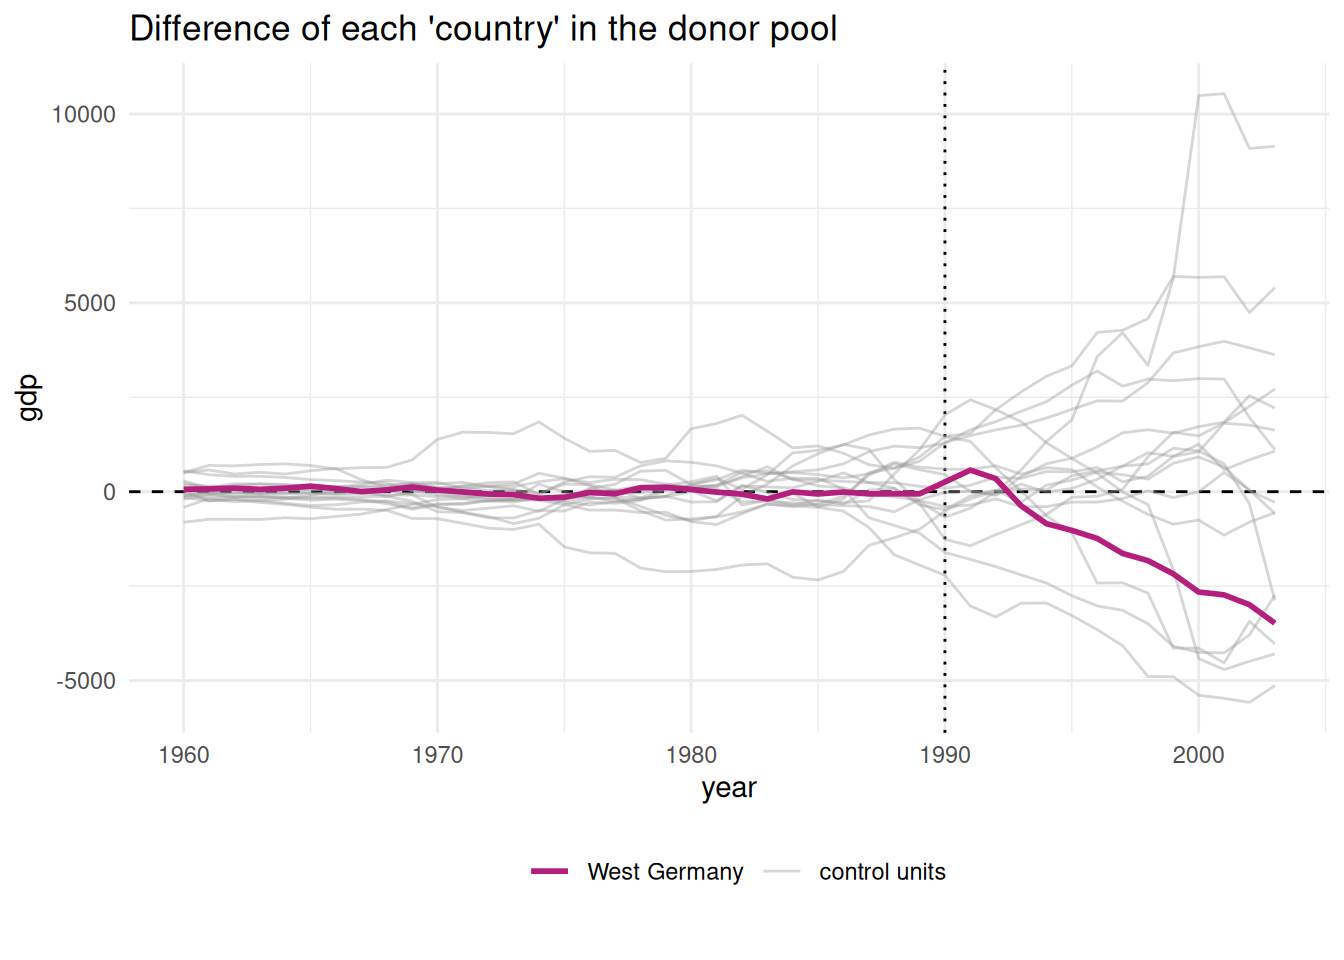 Difference of each 'country' in the donor pool
10000
5000
0
-5000
gdp
1960 1970 1980 1990 2000
year
West Germany control units